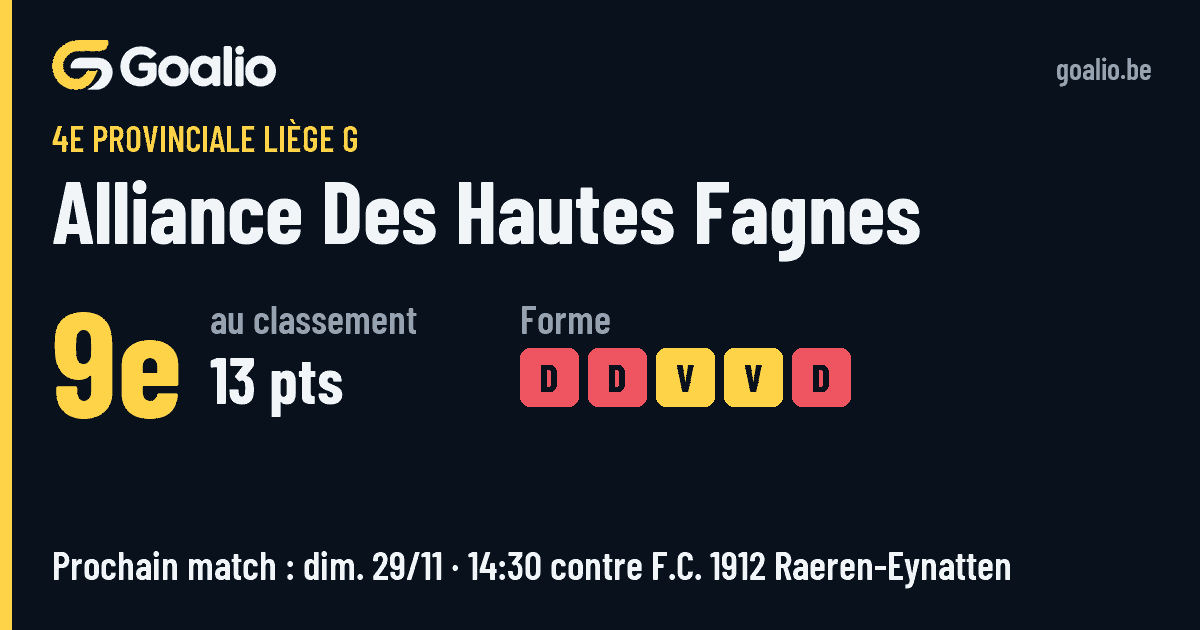 Goalio
goalio.be
4E PROVINCIALE LIÈGE G
Alliance Des Hautes Fagnes
9e
au classement
13 pts
Forme
D D V V D
Prochain match : dim. 29/11 · 14:30 contre F.C. 1912 Raeren-Eynatten